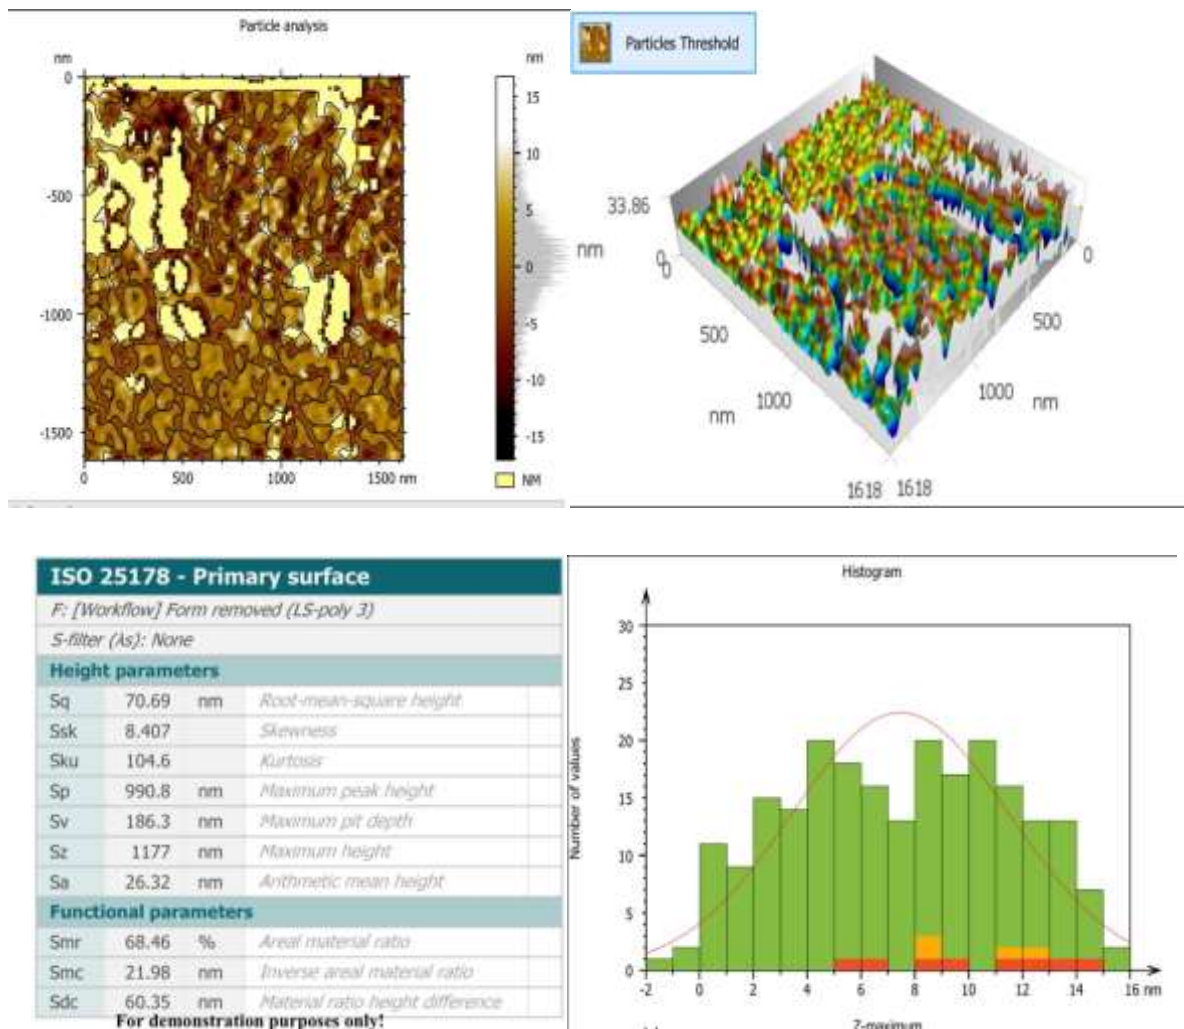 Particle analysis
nm
nm
0
-500
-1000
-1500
0 500 1000 1500 nm
15
10
5
0
-5
-10
-15
NM
Particles Threshold
33.86
nm
0
0
500
1000
nm
1618
1618
0
500
1000
nm
ISO 25178 - Primary surface
F: [Workflow] Form removed (LS-poly 3)
S-filter (λs): None
Height parameters
Sq 70.69 nm Root-mean-square height
Ssk 8.407 Skewness
Sku 104.6 Kurtosis
Sp 990.8 nm Maximum peak height
Sv 186.3 nm Maximum pit depth
Sz 1177 nm Maximum height
Sa 26.32 nm Arithmetic mean height
Functional parameters
Smr 68.46 % Areal material ratio
Smc 21.98 nm Inverse areal material ratio
Sdc 60.35 nm Material ratio height difference
For demonstration purposes only!
Histogram
Number of values
30
25
20
15
10
5
0
-2 0 2 4 6 8 10 12 14 16 nm
Z-maximum